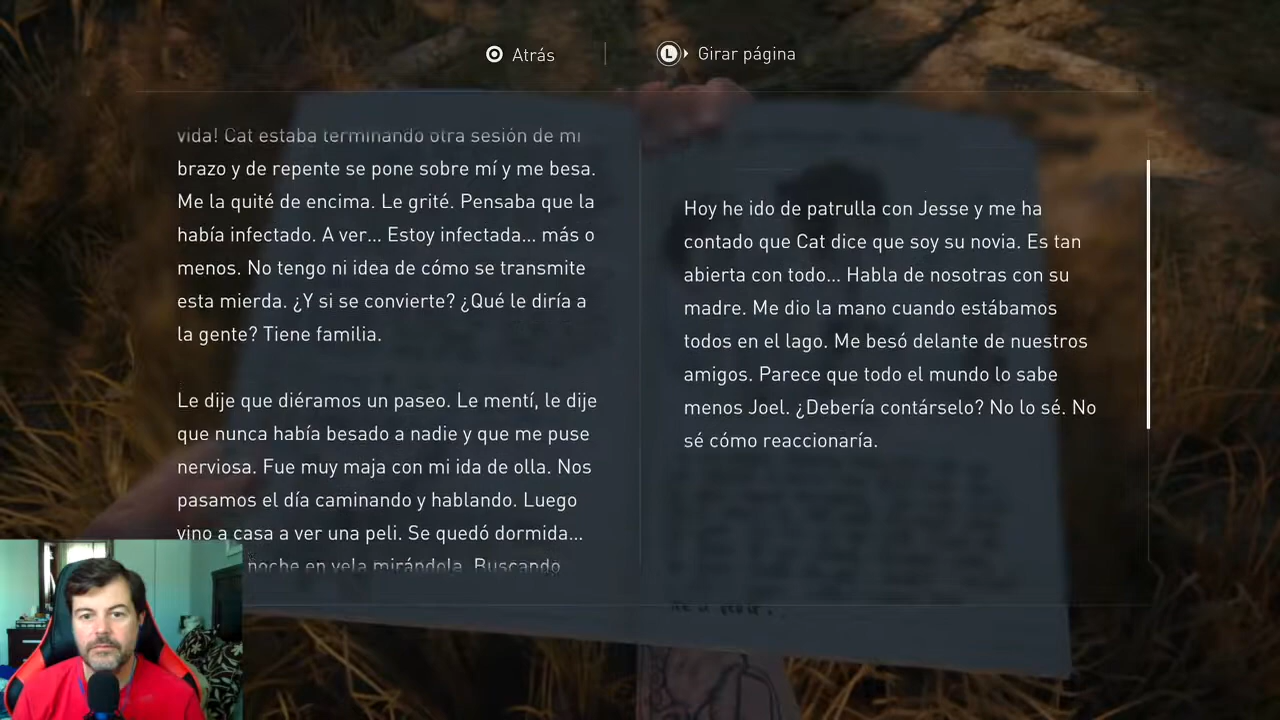 Atrás
Girar página
vida! Cat estaba terminando otra sesión de mi
brazo y de repente se pone sobre mí y me besa.
Me la quité de encima. Le grité. Pensaba que la
había infectado. A ver... Estoy infectada... más o
menos. No tengo ni idea de cómo se transmite
esta mierda. ¿Y si se convierte? ¿Qué le diría a
la gente? Tiene familia.
Le dije que diéramos un paseo. Le mentí, le dije
que nunca había besado a nadie y que me puse
nerviosa. Fue muy maja con mi ida de olla. Nos
pasamos el día caminando y hablando. Luego
vino a casa a ver una peli. Se quedó dormida...
noche en vela mirándola. Buscando
Hoy he ido de patrulla con Jesse y me ha
contado que Cat dice que soy su novia. Es tan
abierta con todo... Habla de nosotras con su
madre. Me dio la mano cuando estábamos
todos en el lago. Me besó delante de nuestros
amigos. Parece que todo el mundo lo sabe
menos Joel. ¿Debería contárselo? No lo sé. No
sé cómo reaccionaría.